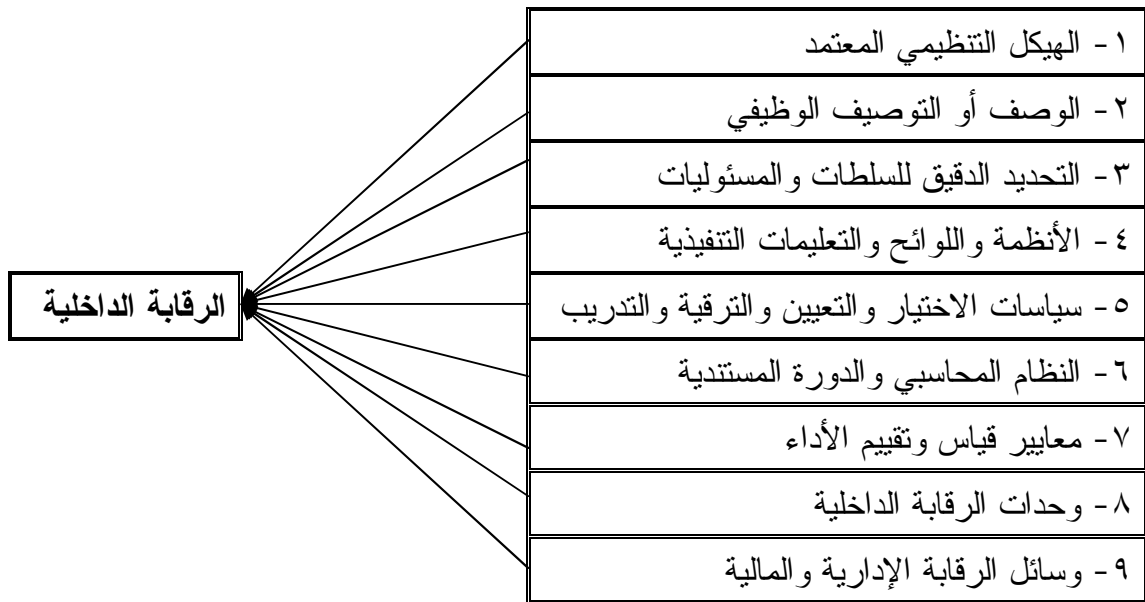 ١- الهيكل التنظيمي المعتمد
٢- الوصف أو التوصيف الوظيفي
٣- التحديد الدقيق للسلطات والمسئوليات
٤- الأنظمة واللوائح والتعليمات التنفيذية
٥- سياسات الاختيار والتعيين والترقية والتدريب
٦- النظام المحاسبي والدورة المستندية
٧- معايير قياس وتقييم الأداء
٨- وحدات الرقابة الداخلية
٩- وسائل الرقابة الإدارية والمالية
الرقابة الداخلية